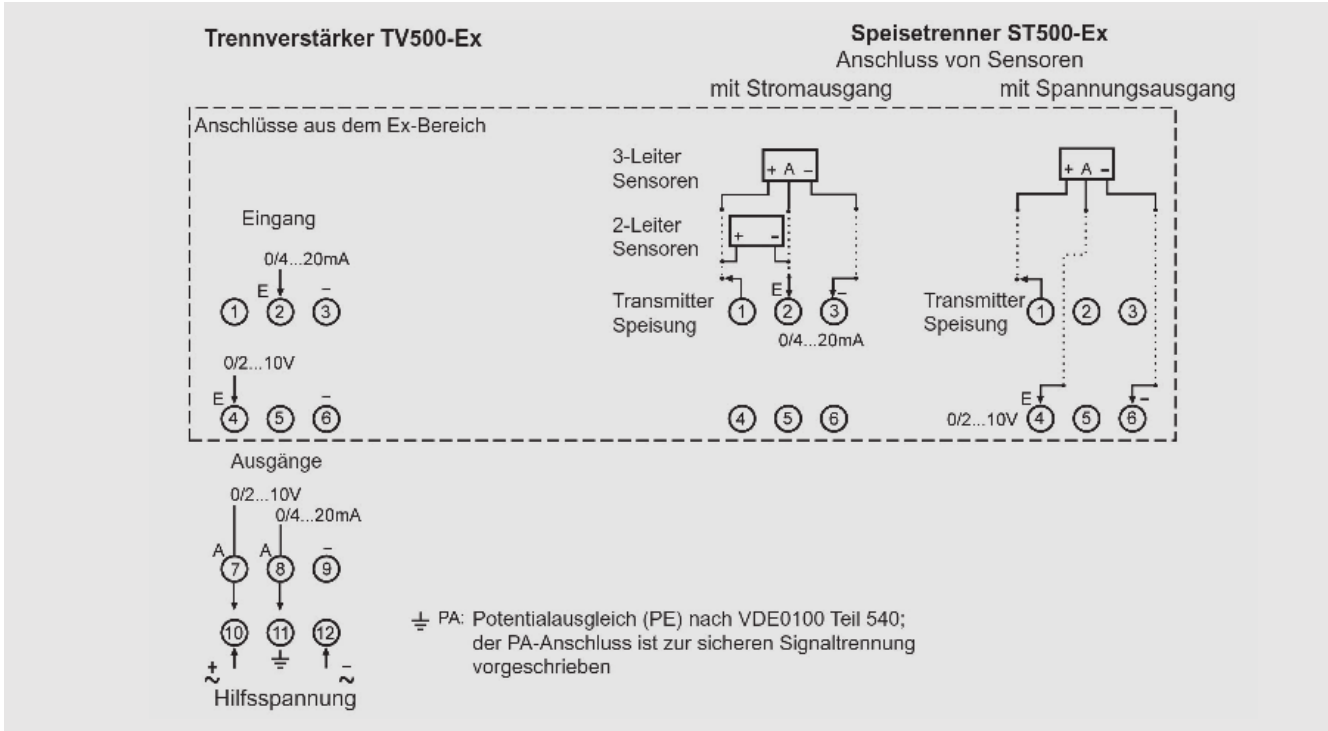 Trennverstärker TV500-Ex
Speisetrenner ST500-Ex
Anschluss von Sensoren
mit Stromausgang
mit Spannungsausgang
Anschlüsse aus dem Ex-Bereich
Eingang
0/4...20mA
E –
1 2 3
0/2...10V
E –
4 5 6
3-Leiter
Sensoren
+ A –
2-Leiter
Sensoren
+ -
Transmitter
Speisung
E –
1 2 3
0/4...20mA
4 5 6
+ A -
Transmitter
Speisung
1 2 3
E –
0/2...10V 4 5 6
Ausgänge
0/2...10V
0/4...20mA
A A –
7 8 9
10 11 12
+ –
~ ~
Hilfsspannung
PA: Potentialausgleich (PE) nach VDE0100 Teil 540;
der PA-Anschluss ist zur sicheren Signaltrennung
vorgeschrieben